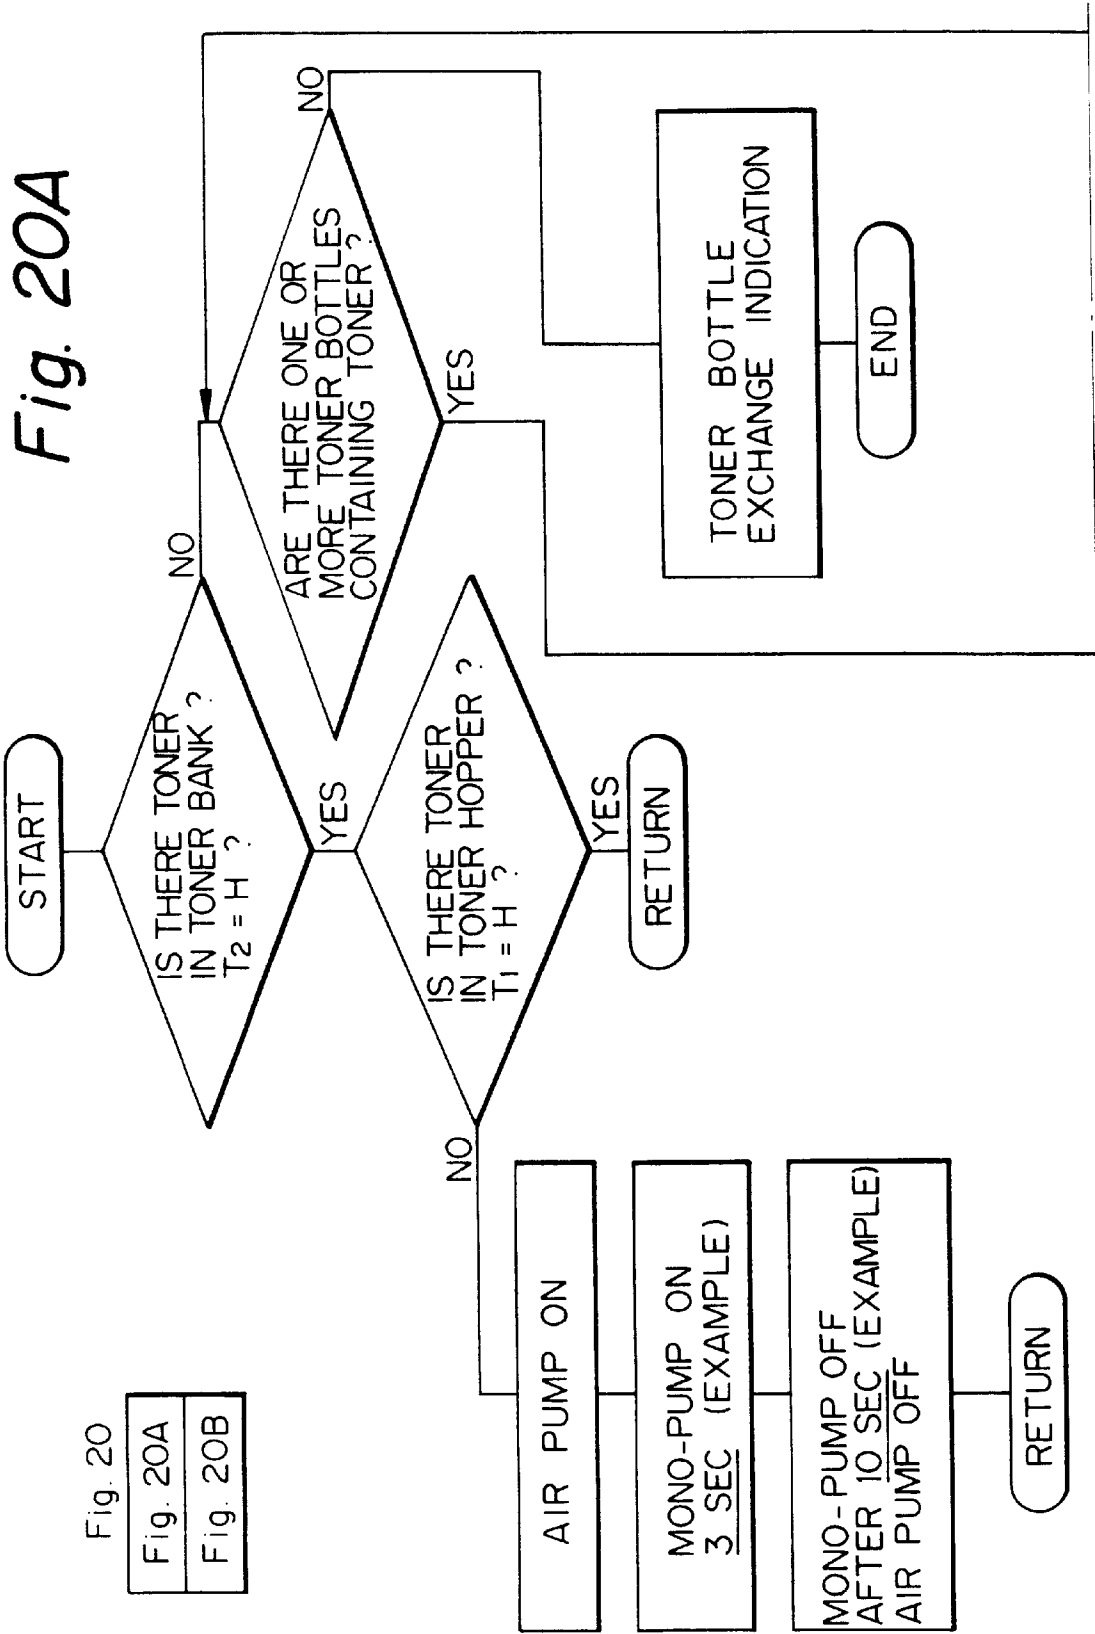 Fig. 20A
Fig. 20
Fig. 20A
Fig. 20B
START
IS THERE TONER
IN TONER BANK ?
T2 = H ?
NO
YES
ARE THERE ONE OR
MORE TONER BOTTLES
CONTAINING TONER ?
NO
YES
IS THERE TONER
IN TONER HOPPER ?
T1 = H ?
NO
YES
RETURN
AIR PUMP ON
MONO-PUMP ON
3 SEC (EXAMPLE)
MONO-PUMP OFF
AFTER 10 SEC (EXAMPLE)
AIR PUMP OFF
RETURN
TONER BOTTLE
EXCHANGE INDICATION
END